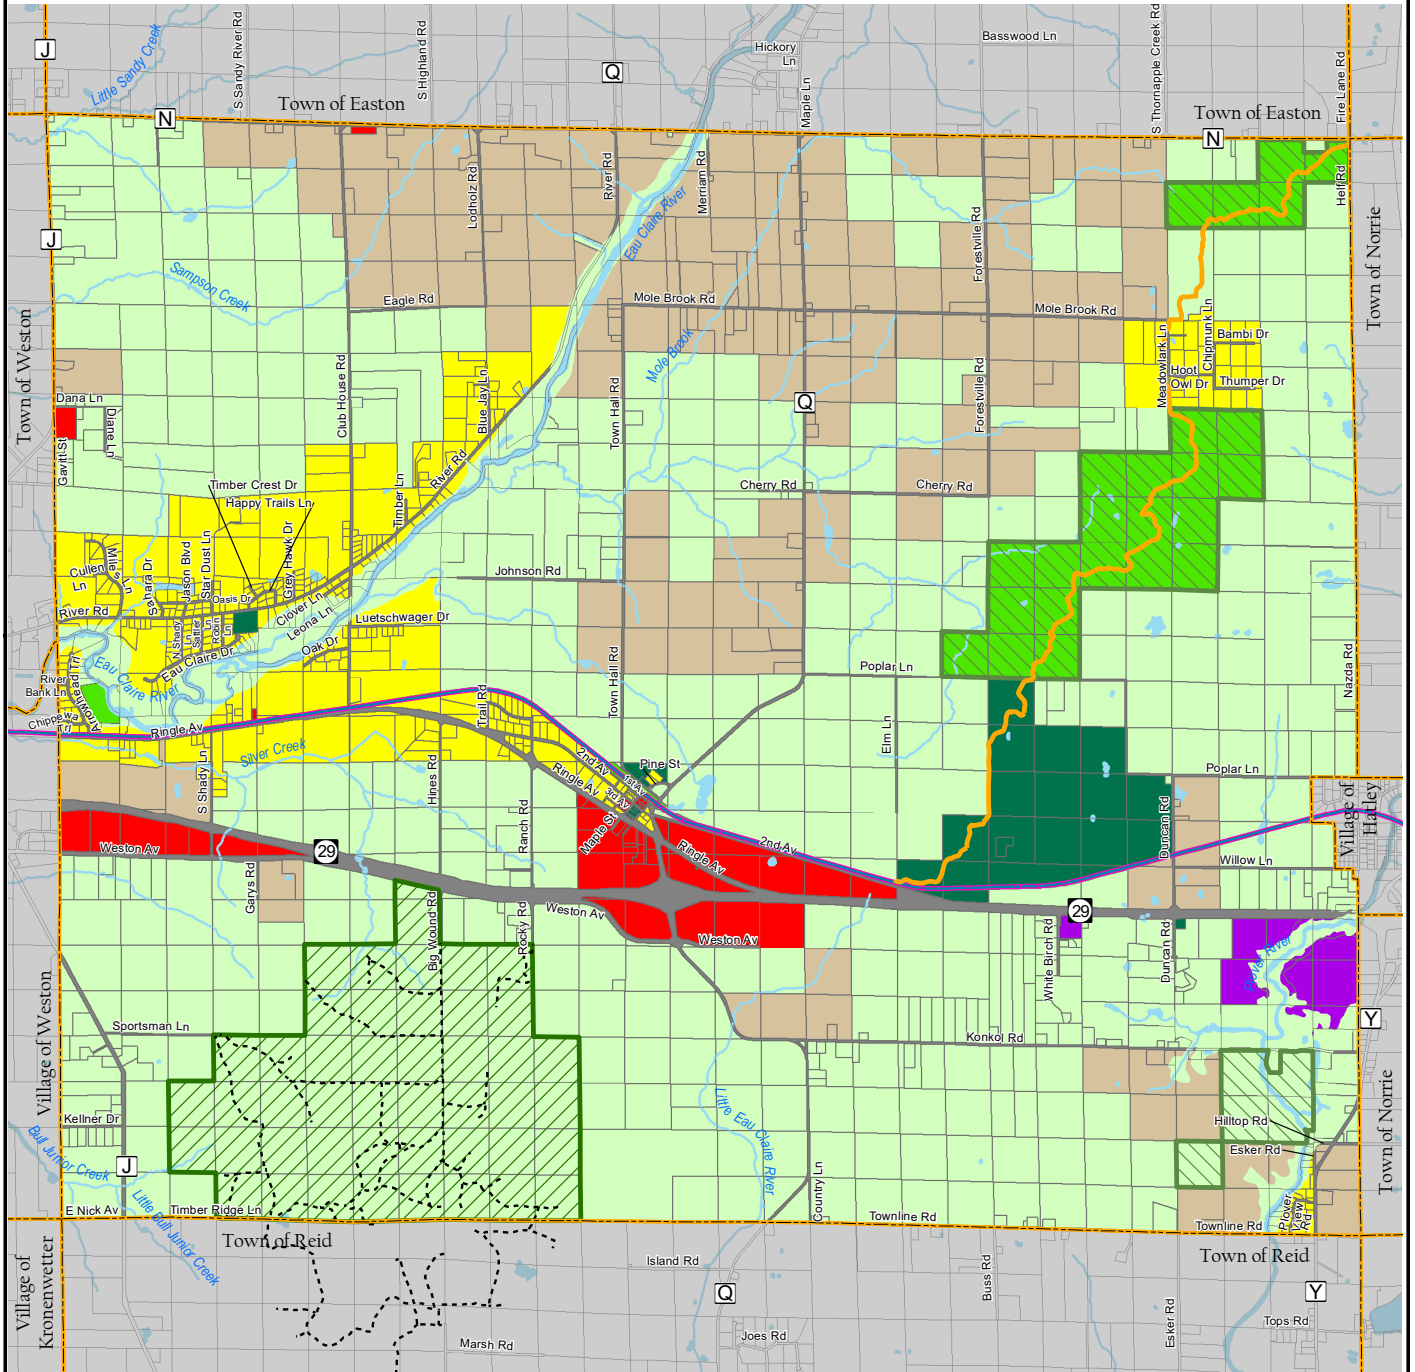 J
Little Sandy Creek
S Sandy River Rd
S Highland Rd
Q
Hickory
Ln
Maple Ln
Basswood Ln
S Thornapple Creek Rd
Fire Lane Rd
Town of Easton
Town of Easton
N
N
J
Lodholz Rd
River Rd
Merriam Rd
Eau Claire River
Forestville Rd
Helf Rd
Town of Norrie
Sampson Creek
Eagle Rd
Mole Brook Rd
Mole Brook Rd
Mole Brook
Town of Weston
Club House Rd
Blue Jay Ln
Town Hall Rd
Q
Forestville Rd
Meadowlark Ln
Chipmunk Ln
Bambi Dr
Hoot
Owl Dr
Thumper Dr
Dana Ln
Diane Ln
Gavitt St
River Rd
Timber Ln
Timber Crest Dr
Happy Trails Ln
Cherry Rd
Cherry Rd
Cullen
Ln
Miles Ln
Sahara Dr
Jason Blvd
Star Dust Ln
Grey Hawk Dr
Oasis Dr
Clover Ln
Leona Ln
Johnson Rd
River Rd
N Shady
Ln
Sattler
Ln
Robin
Ln
Luetschwager Dr
Oak Dr
Eau Claire Dr
Eau Claire River
River
Bank Ln
Arrowhead Trl
Chippewa
Trl
Ringle Av
Silver Creek
S Shady Ln
Trail Rd
Town Hall Rd
Poplar Ln
Elm Ln
Nazda Rd
Hines Rd
2nd Av
Ringle Av
Pine St
1st Av
3rd Av
Maple St
Ranch Rd
Ringle Av
2nd Av
Poplar Ln
Duncan Rd
Willow Ln
Village of
Hatley
Weston Av
29
Garys Rd
Big Wound Rd
Rocky Rd
Weston Av
Weston Av
29
White Birch Rd
Duncan Rd
Plover River
Y
Village of Weston
Sportsman Ln
Konkol Rd
Kellner Dr
Bull Junior Creek
J
Little Bull Junior Creek
E Nick Av
Timber Ridge Ln
Little Eau Claire River
Country Ln
Townline Rd
Hilltop Rd
Esker Rd
Plover
View
Rd
Townline Rd
Town of Norrie
Town of Reid
Town of Reid
Village of
Kronenwetter
Island Rd
Q
Buss Rd
Esker Rd
Y
Tops Rd
Marsh Rd
Joes Rd